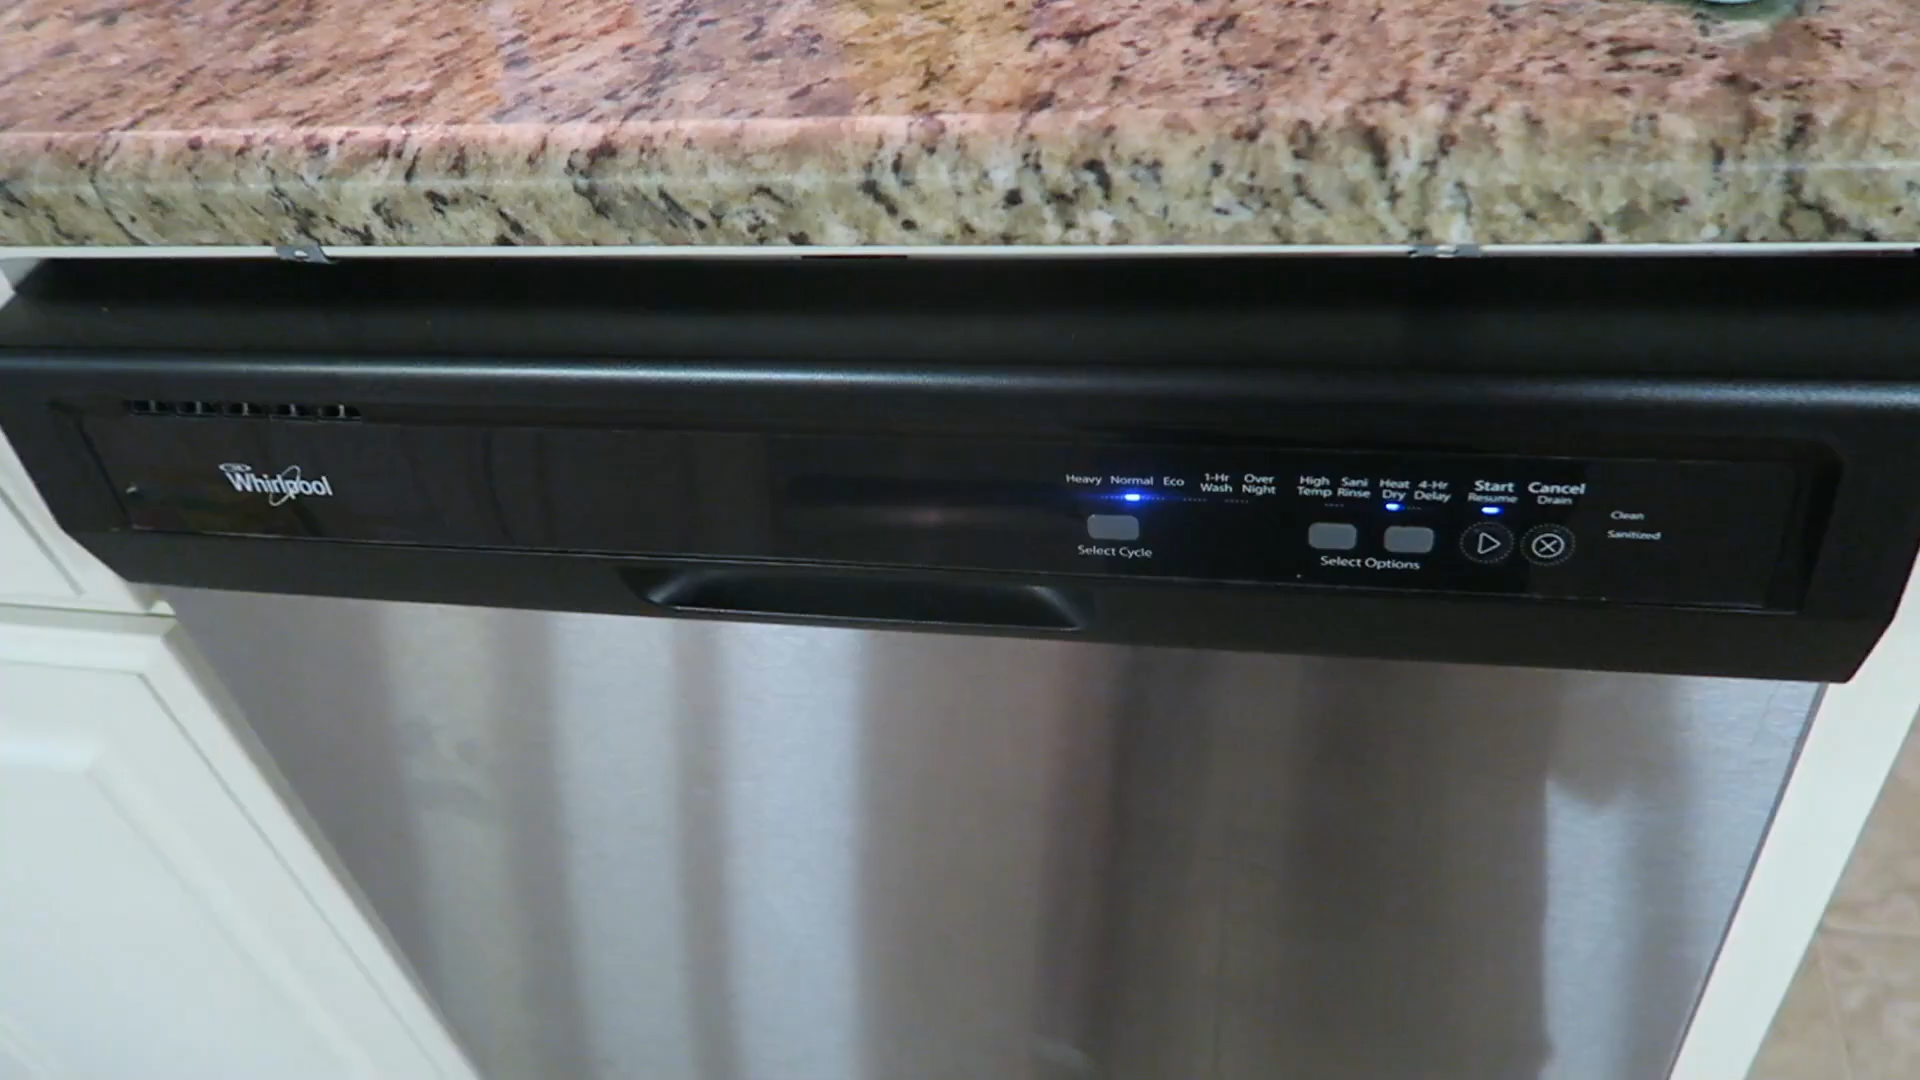 Whirlpool
Heavy Normal Eco 1-Hr Wash Over Night
Select Cycle
High Temp Sani Rinse Heat Dry 4-Hr Delay
Select Options
Start Resume
Cancel Drain
Clean
Sanitized